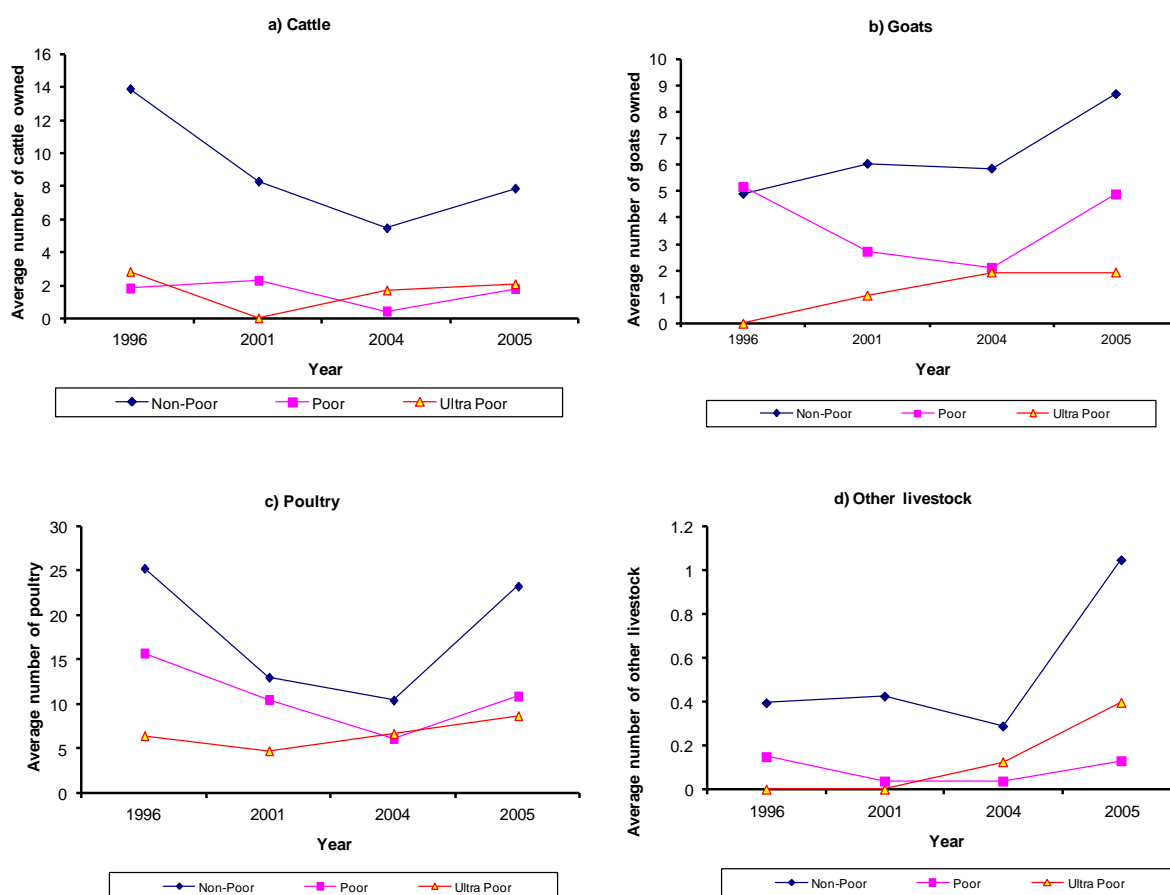 a) Cattle
Average number of cattle owned
16
14
12
10
8
6
4
2
0
1996 2001 2004 2005
Year
Non-Poor Poor Ultra Poor
b) Goats
Average number of goats owned
10
9
8
7
6
5
4
3
2
1
0
1996 2001 2004 2005
Year
Non-Poor Poor Ultra Poor
c) Poultry
Average number of poultry
30
25
20
15
10
5
0
1996 2001 2004 2005
Year
Non-Poor Poor Ultra Poor
d) Other livestock
Average number of other livestock
1.2
1
0.8
0.6
0.4
0.2
0
1996 2001 2004 2005
Year
Non-Poor Poor Ultra Poor